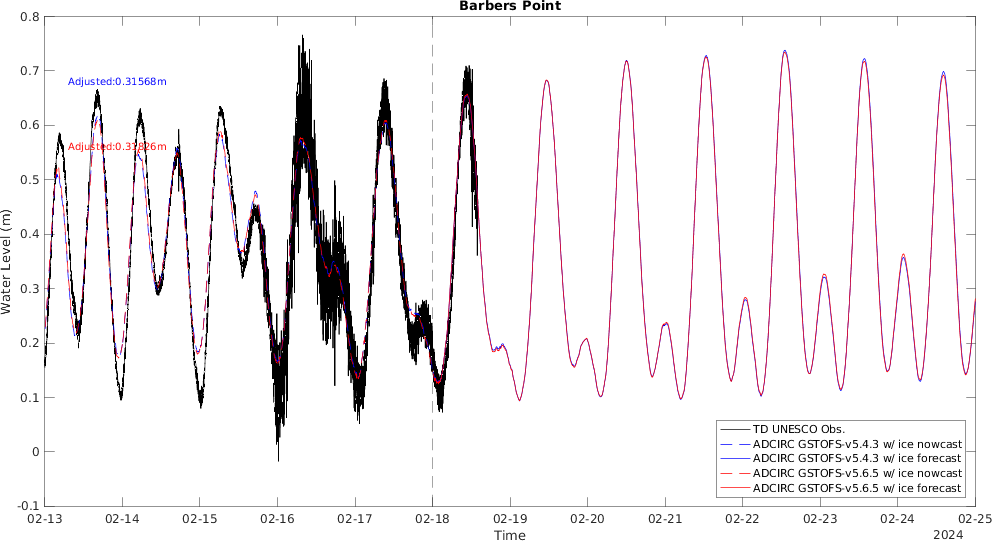 Barbers Point
0.8
0.7
0.6
0.5
0.4
0.3
0.2
0.1
0
-0.1
Water Level (m)
Adjusted:0.31568m
Adjusted:0.31826m
TD UNESCO Obs.
ADCIRC GSTOFS-v5.4.3 w/ ice nowcast
ADCIRC GSTOFS-v5.4.3 w/ ice forecast
ADCIRC GSTOFS-v5.6.5 w/ ice nowcast
ADCIRC GSTOFS-v5.6.5 w/ ice forecast
02-13 02-14 02-15 02-16 02-17 02-18 02-19 02-20 02-21 02-22 02-23 02-24 02-25
Time
2024